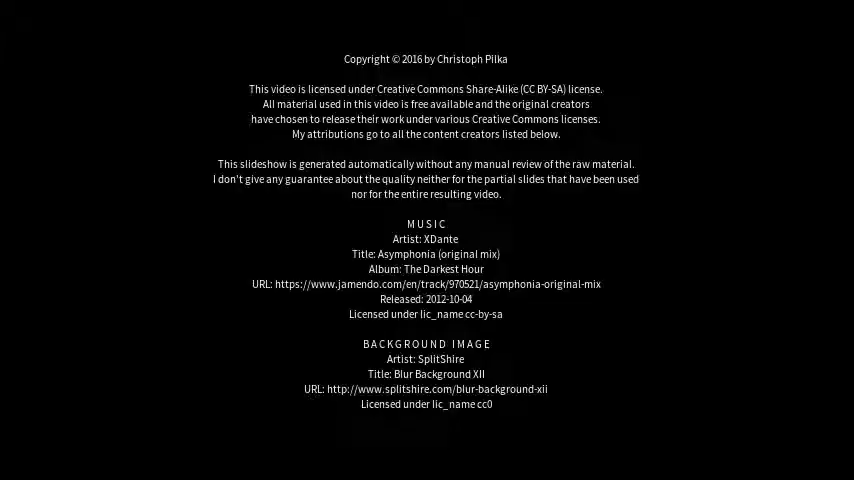 Copyright © 2016 by Christoph Pilka
This video is licensed under Creative Commons Share-Alike (CC BY-SA) license.
All material used in this video is free available and the original creators
have chosen to release their work under various Creative Commons licenses.
My attributions go to all the content creators listed below.
This slideshow is generated automatically without any manual review of the raw material.
I don't give any guarantee about the quality neither for the partial slides that have been used
nor for the entire resulting video.
M U S I C
Artist: XDante
Title: Asymphonia (original mix)
Album: The Darkest Hour
URL: https://www.jamendo.com/en/track/970521/asymphonia-original-mix
Released: 2012-10-04
Licensed under lic_name cc-by-sa
B A C K G R O U N D   I M A G E
Artist: SplitShire
Title: Blur Background XII
URL: http://www.splitshire.com/blur-background-xii
Licensed under lic_name cc0